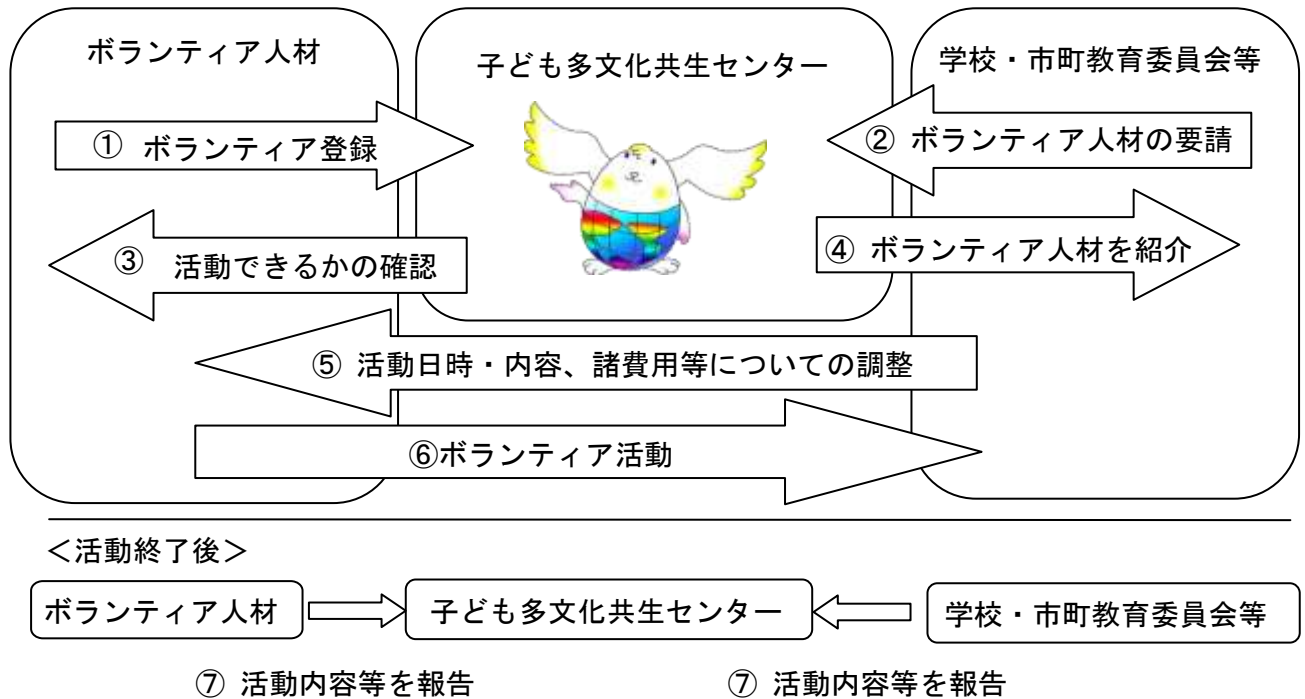 ボランティア人材
子ども多文化共生センター
学校・市町教育委員会等
① ボランティア登録
② ボランティア人材の要請
③ 活動できるかの確認
④ ボランティア人材を紹介
⑤ 活動日時・内容、諸費用等についての調整
⑥ボランティア活動
＜活動終了後＞
ボランティア人材
子ども多文化共生センター
学校・市町教育委員会等
⑦ 活動内容等を報告
⑦ 活動内容等を報告